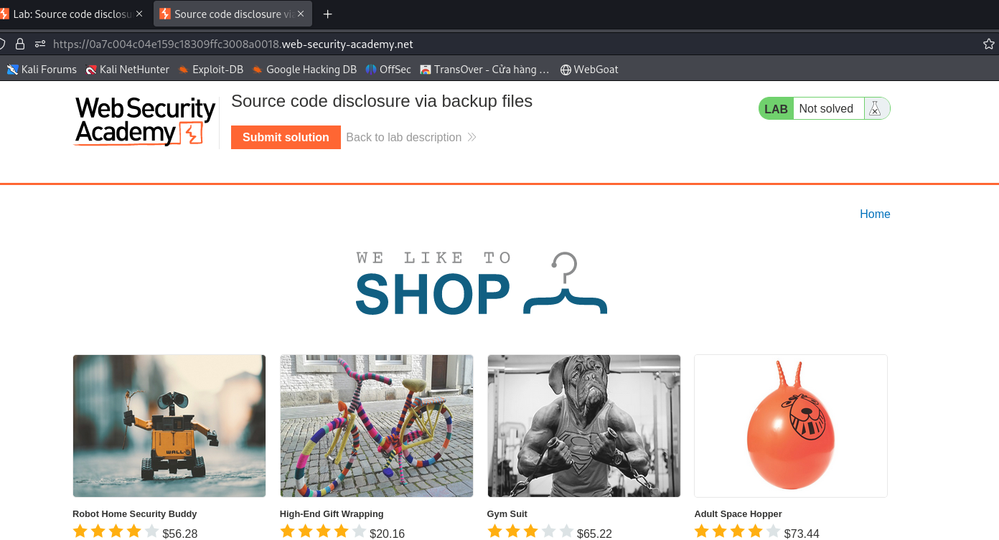 Lab: Source code disclosu
Source code disclosure via
https://0a7c004c04e159c18309ffc3008a0018.web-security-academy.net
Kali Forums Kali NetHunter Exploit-DB Google Hacking DB OffSec TransOver - Cửa hàng … WebGoat
Web Security
Academy
Source code disclosure via backup files
LAB Not solved
Submit solution Back to lab description
Home
WE LIKE TO
SHOP
WALL-E
Robot Home Security Buddy
$56.28
High-End Gift Wrapping
$20.16
Gym Suit
$65.22
Adult Space Hopper
$73.44